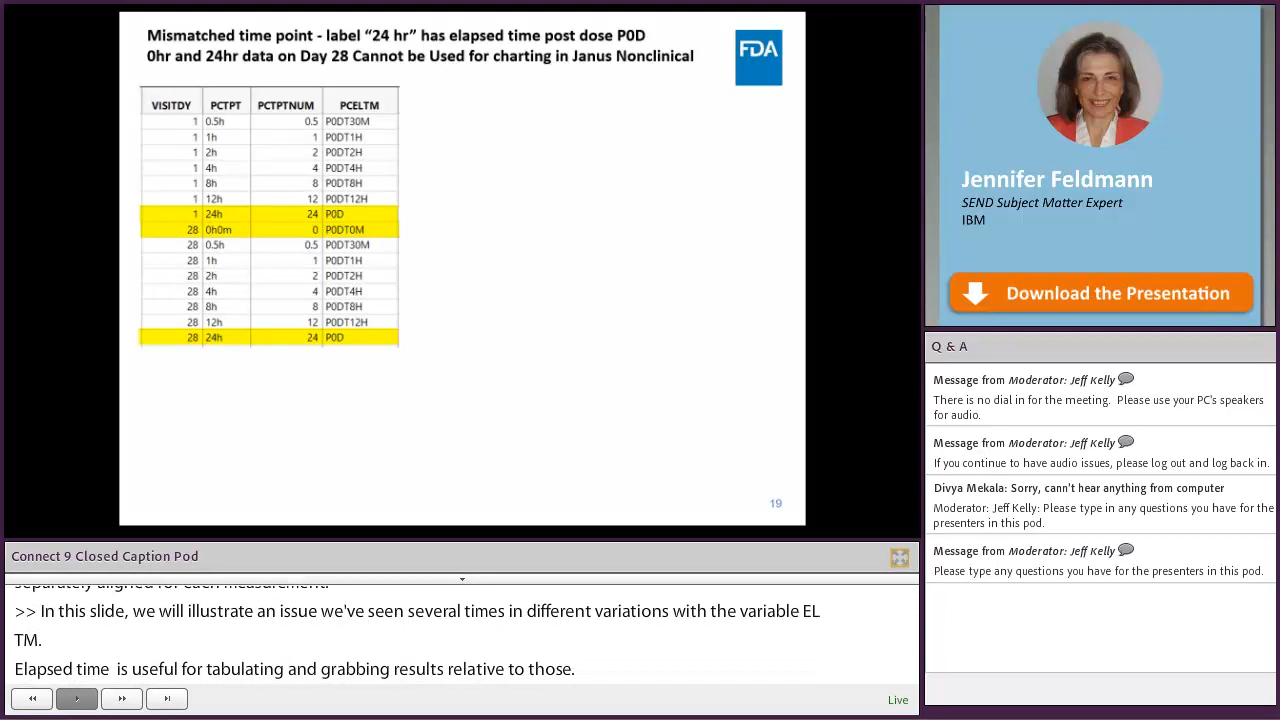 Mismatched time point - label “24 hr” has elapsed time post dose P0D
0hr and 24hr data on Day 28 Cannot be Used for charting in Janus Nonclinical
FDA
VISITDY PCTPT PCTPTNUM PCELTM
1 0.5h 0.5 P0DT30M
1 1h 1 P0DT1H
1 2h 2 P0DT2H
1 4h 4 P0DT4H
1 8h 8 P0DT8H
1 12h 12 P0DT12H
1 24h 24 P0D
28 0h0m 0 P0DT0M
28 0.5h 0.5 P0DT30M
28 1h 1 P0DT1H
28 2h 2 P0DT2H
28 4h 4 P0DT4H
28 8h 8 P0DT8H
28 12h 12 P0DT12H
28 24h 24 P0D
19
Jennifer Feldmann
SEND Subject Matter Expert
IBM
Download the Presentation
Q & A
Message from Moderator: Jeff Kelly
There is no dial in for the meeting. Please use your PC's speakers
for audio.
Message from Moderator: Jeff Kelly
If you continue to have audio issues, please log out and log back in.
Divya Mekala: Sorry, cann't hear anything from computer
Moderator: Jeff Kelly: Please type in any questions you have for the
presenters in this pod.
Message from Moderator: Jeff Kelly
Please type any questions you have for the presenters in this pod.
Connect 9 Closed Caption Pod
separately aligned for each measurement.
>> In this slide, we will illustrate an issue we've seen several times in different variations with the variable EL
TM.
Elapsed time is useful for tabulating and grabbing results relative to those.
Live